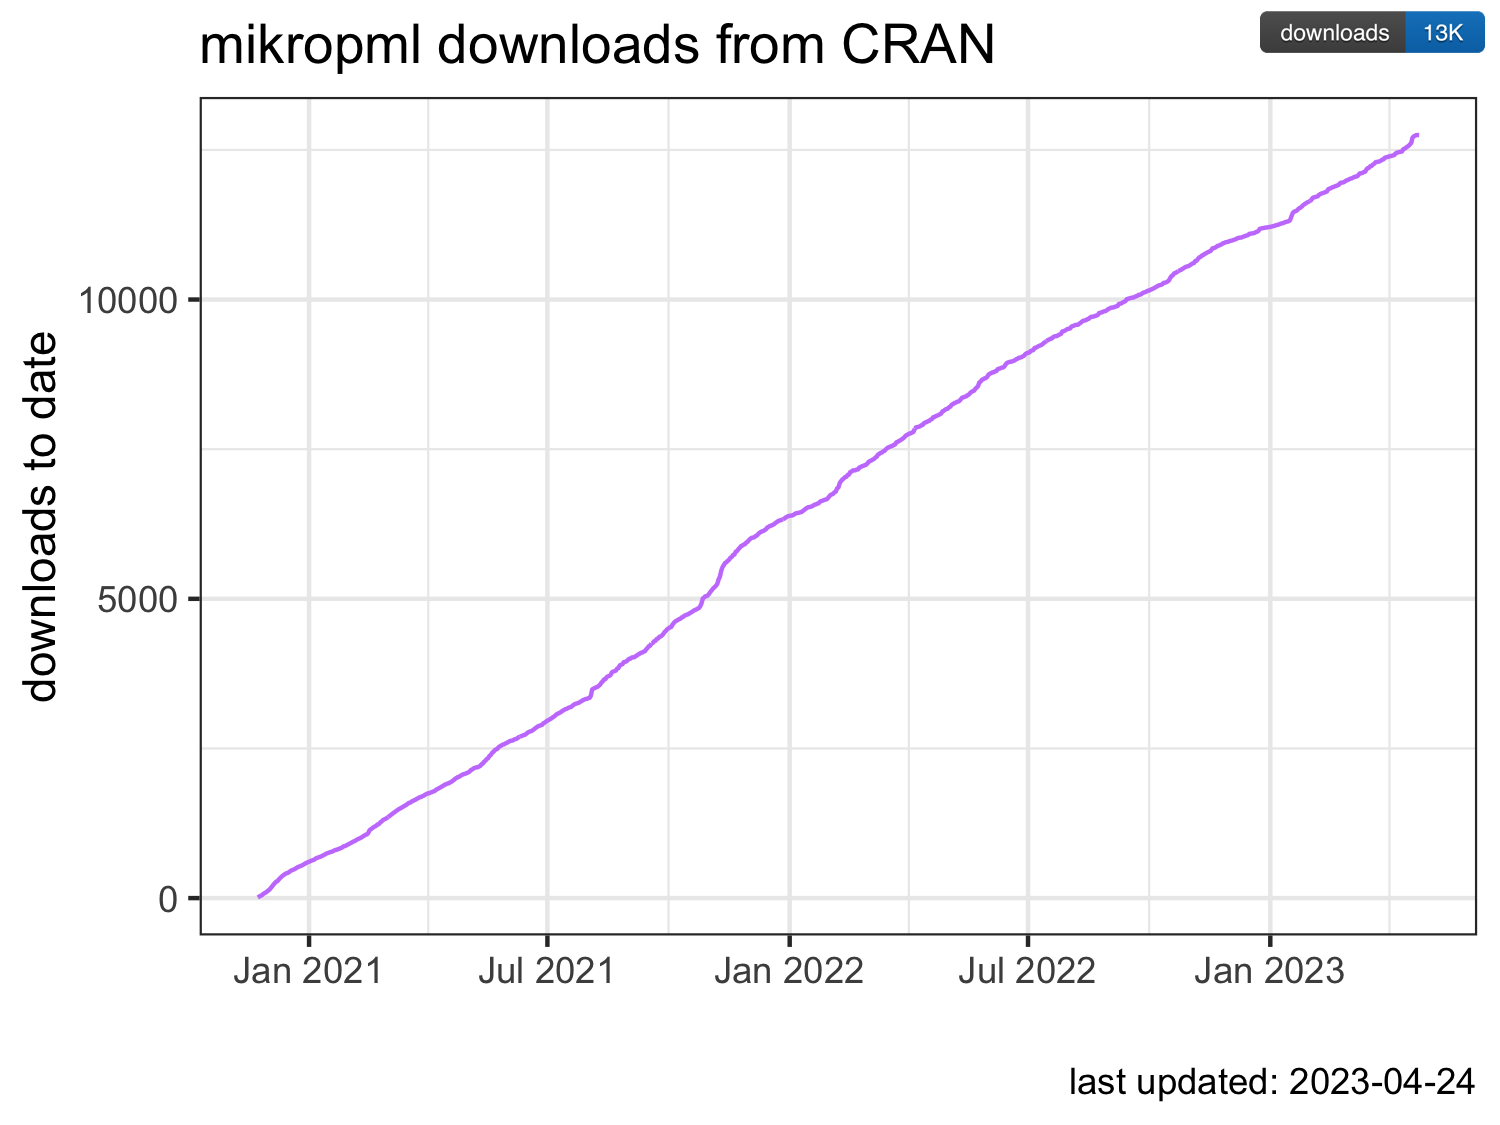 mikropml downloads from CRAN
downloads 13K
downloads to date
10000
5000
0
Jan 2021 Jul 2021 Jan 2022 Jul 2022 Jan 2023
last updated: 2023-04-24